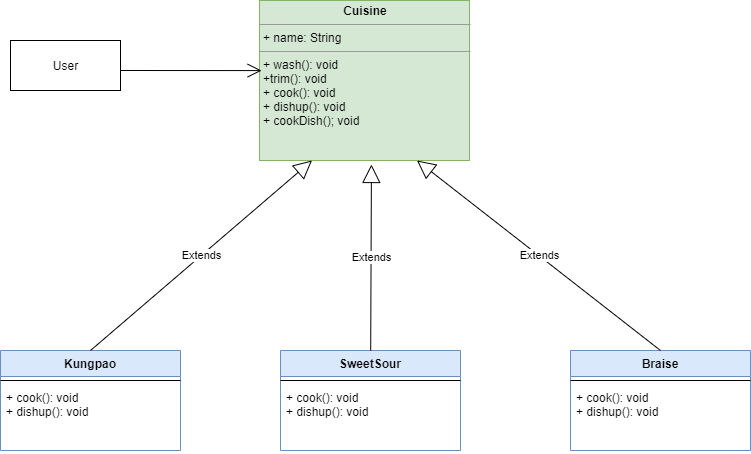 Cuisine
+ name: String
User
+ wash(): void
+trim(): void
+ cook(): void
+ dishup(): void
+ cookDish(); void
Extends
Extends
Extends
Kungpao
+ cook(): void
+ dishup(): void
SweetSour
+ cook(): void
+ dishup(): void
Braise
+ cook(): void
+ dishup(): void